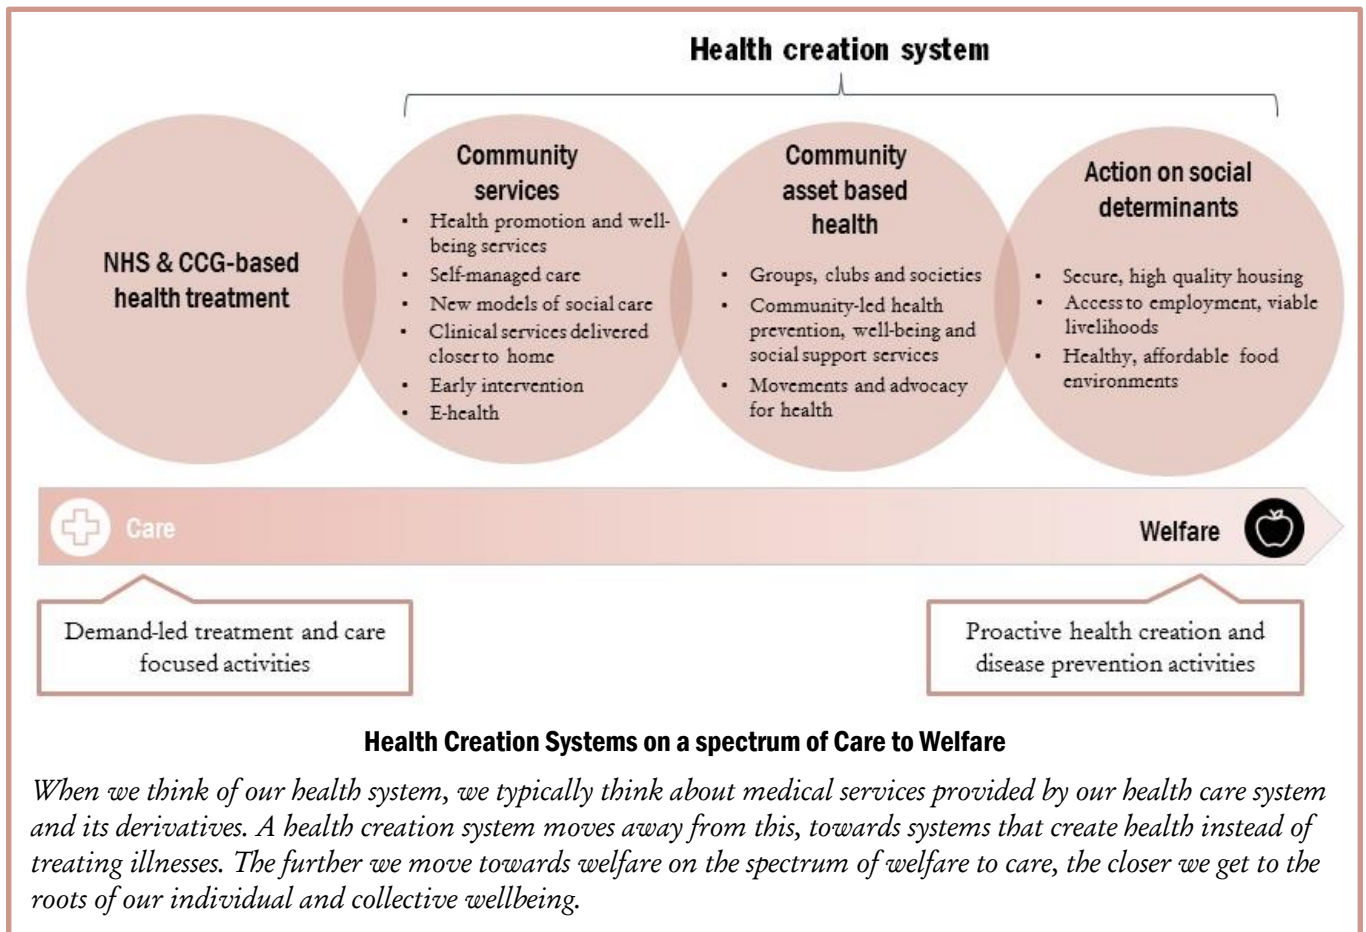 Health creation system
NHS & CCG-based
health treatment
Community
services
• Health promotion and well-
being services
• Self-managed care
• New models of social care
• Clinical services delivered
closer to home
• Early intervention
• E-health
Community
asset based
health
• Groups, clubs and societies
• Community-led health
prevention, well-being and
social support services
• Movements and advocacy
for health
Action on social
determinants
• Secure, high quality housing
• Access to employment, viable
livelihoods
• Healthy, affordable food
environments
Care
Welfare
Demand-led treatment and care
focused activities
Proactive health creation and
disease prevention activities
Health Creation Systems on a spectrum of Care to Welfare
When we think of our health system, we typically think about medical services provided by our health care system
and its derivatives. A health creation system moves away from this, towards systems that create health instead of
treating illnesses. The further we move towards welfare on the spectrum of welfare to care, the closer we get to the
roots of our individual and collective wellbeing.